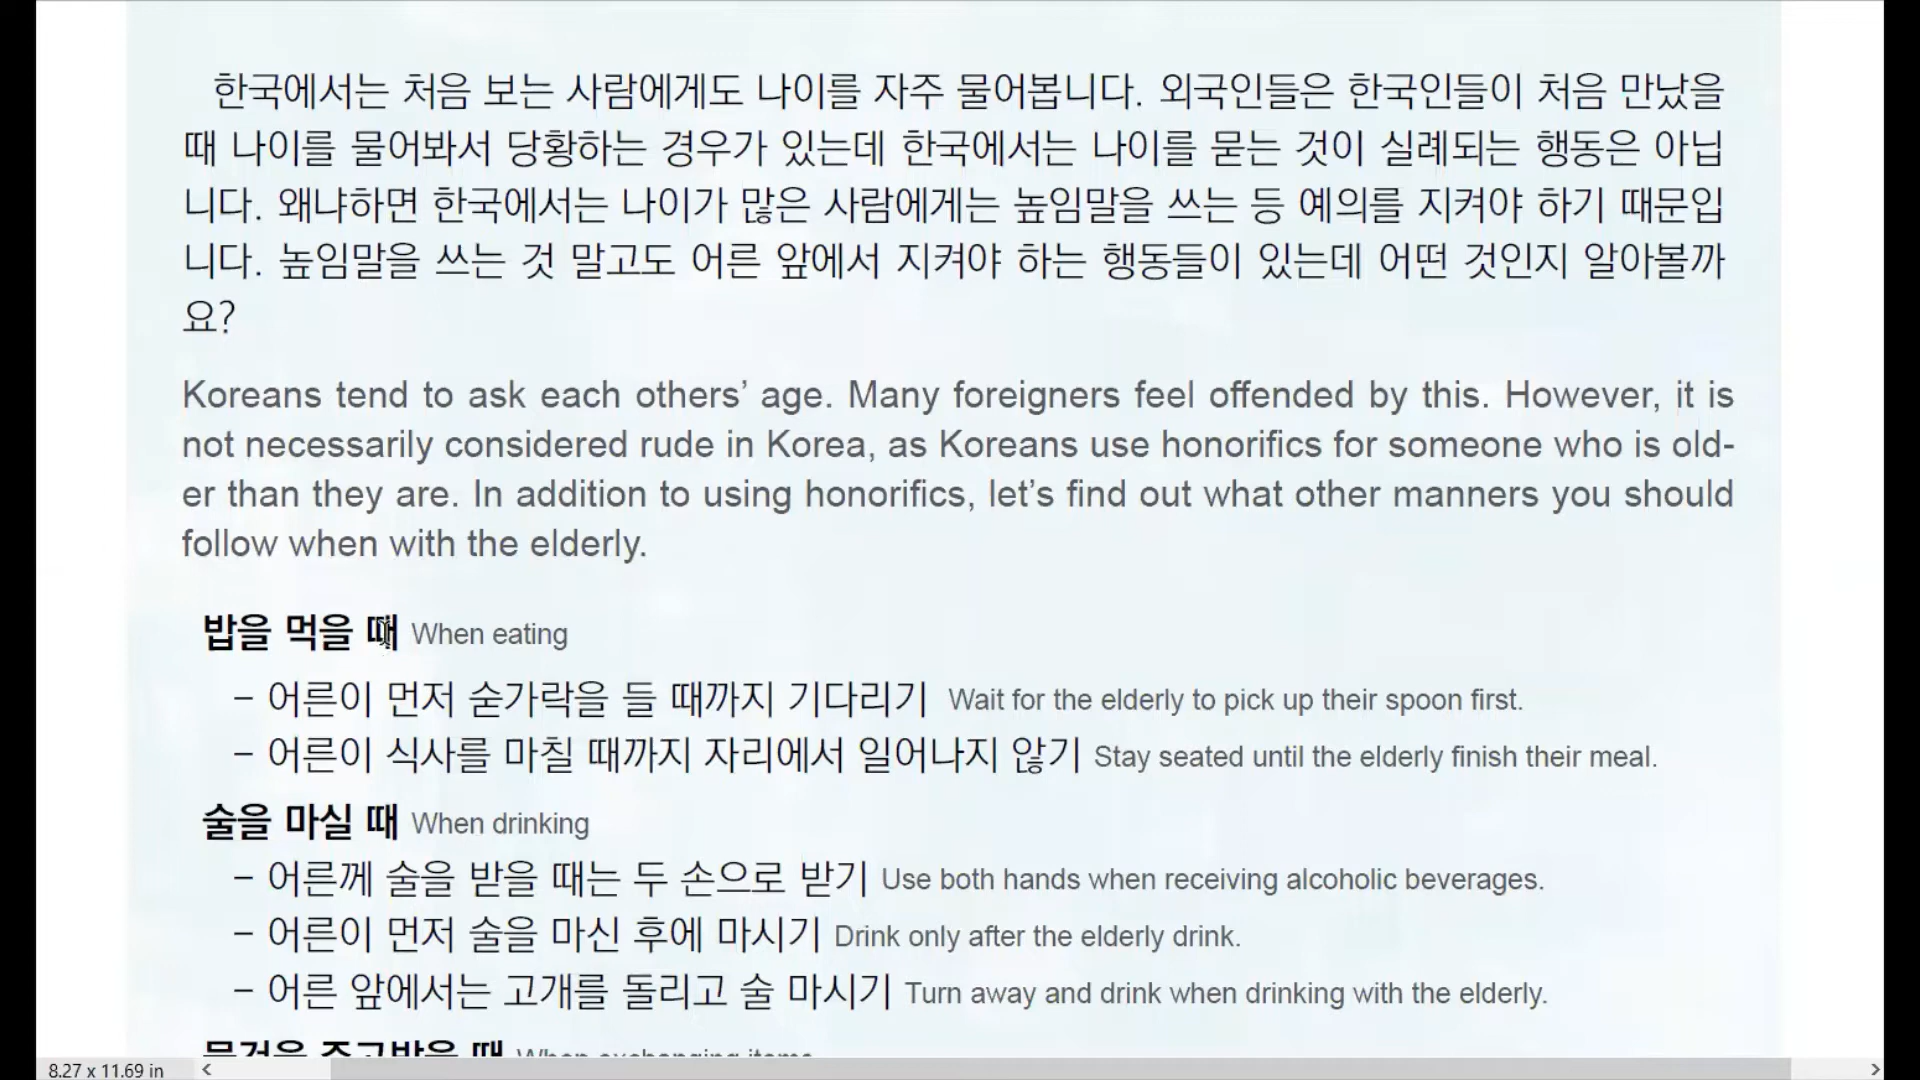 한국에서는 처음 보는 사람에게도 나이를 자주 물어봅니다. 외국인들은 한국인들이 처음 만났을
때 나이를 물어봐서 당황하는 경우가 있는데 한국에서는 나이를 묻는 것이 실례되는 행동은 아닙
니다. 왜냐하면 한국에서는 나이가 많은 사람에게는 높임말을 쓰는 등 예의를 지켜야 하기 때문입
니다. 높임말을 쓰는 것 말고도 어른 앞에서 지켜야 하는 행동들이 있는데 어떤 것인지 알아볼까
요?
Koreans tend to ask each others’ age. Many foreigners feel offended by this. However, it is
not necessarily considered rude in Korea, as Koreans use honorifics for someone who is old-
er than they are. In addition to using honorifics, let’s find out what other manners you should
follow when with the elderly.
밥을 먹을 때 When eating
– 어른이 먼저 숟가락을 들 때까지 기다리기 Wait for the elderly to pick up their spoon first.
– 어른이 식사를 마칠 때까지 자리에서 일어나지 않기 Stay seated until the elderly finish their meal.
술을 마실 때 When drinking
– 어른께 술을 받을 때는 두 손으로 받기 Use both hands when receiving alcoholic beverages.
– 어른이 먼저 술을 마신 후에 마시기 Drink only after the elderly drink.
– 어른 앞에서는 고개를 돌리고 술 마시기 Turn away and drink when drinking with the elderly.
물건을 주고받을 때 When exchanging items
8.27 x 11.69 in